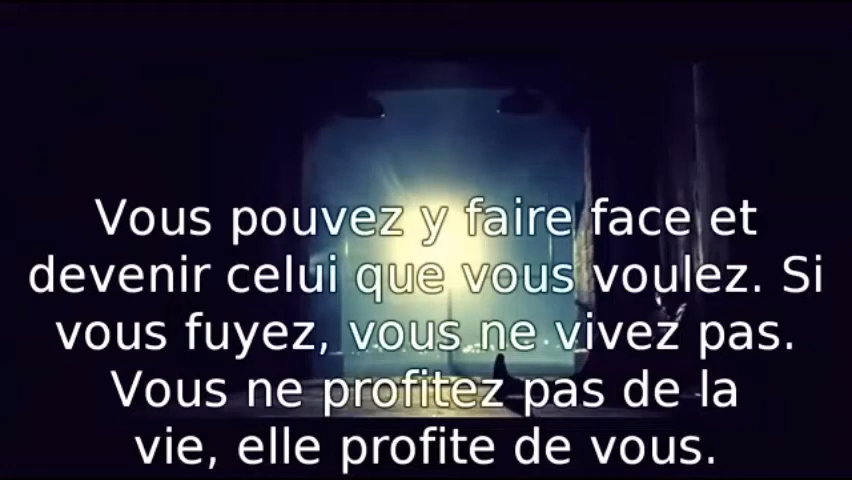 Vous pouvez y faire face et
devenir celui que vous voulez. Si
vous fuyez, vous ne vivez pas.
Vous ne profitez pas de la
vie, elle profite de vous.